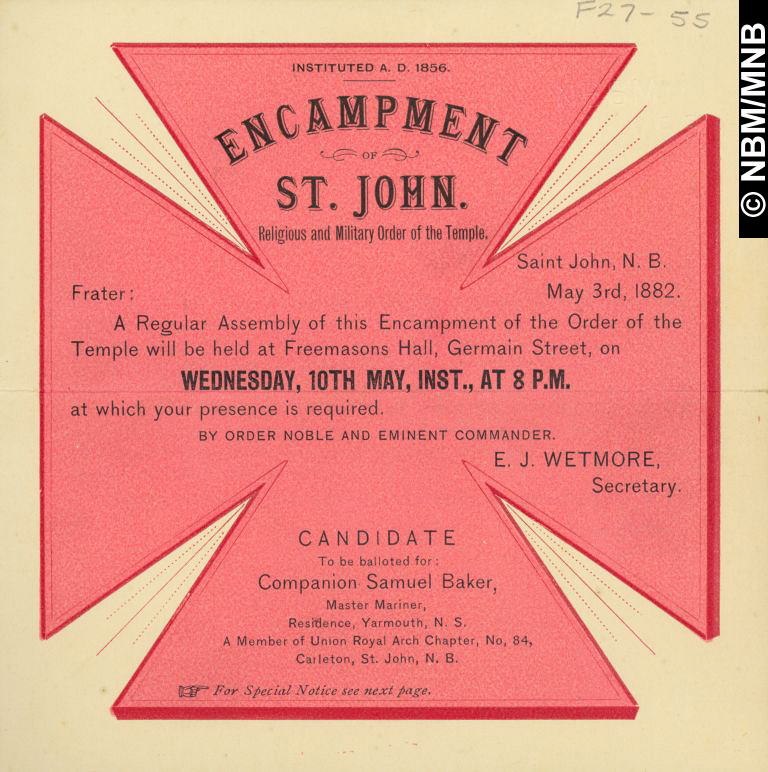 F27-55
© NBM/MNB
INSTITUTED A. D. 1856.
ENCAMPMENT
OF
ST. JOHN.
Religious and Military Order of the Temple.
Saint John, N. B.
May 3rd, 1882.
Frater:
A Regular Assembly of this Encampment of the Order of the
Temple will be held at Freemasons Hall, Germain Street, on
WEDNESDAY, 10TH MAY, INST., AT 8 P.M.
at which your presence is required.
BY ORDER NOBLE AND EMINENT COMMANDER.
E. J. WETMORE,
Secretary.
CANDIDATE
To be balloted for:
Companion Samuel Baker,
Master Mariner,
Residence, Yarmouth, N. S.
A Member of Union Royal Arch Chapter, No, 84,
Carleton, St. John, N. B.
☞ For Special Notice see next page.